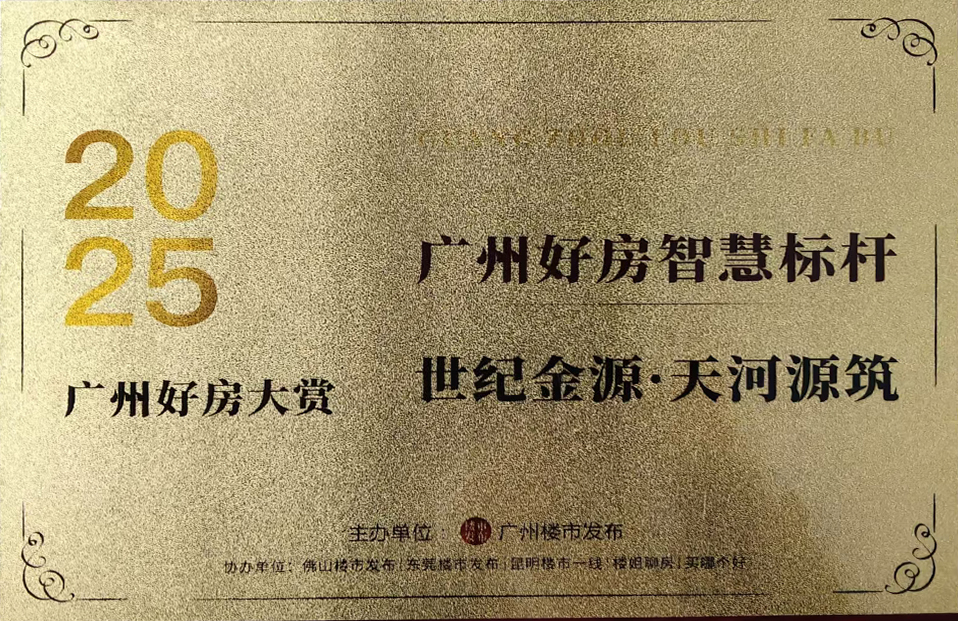 GUANG ZHOU LOU SHI FA BU
20
25
广州好房智慧标杆
世纪金源·天河源筑
广州好房大赏
主办单位：广州楼市发布
协办单位：佛山楼市发布|东莞楼市发布|昆明楼市一线|楼姐聊房|买哪个好